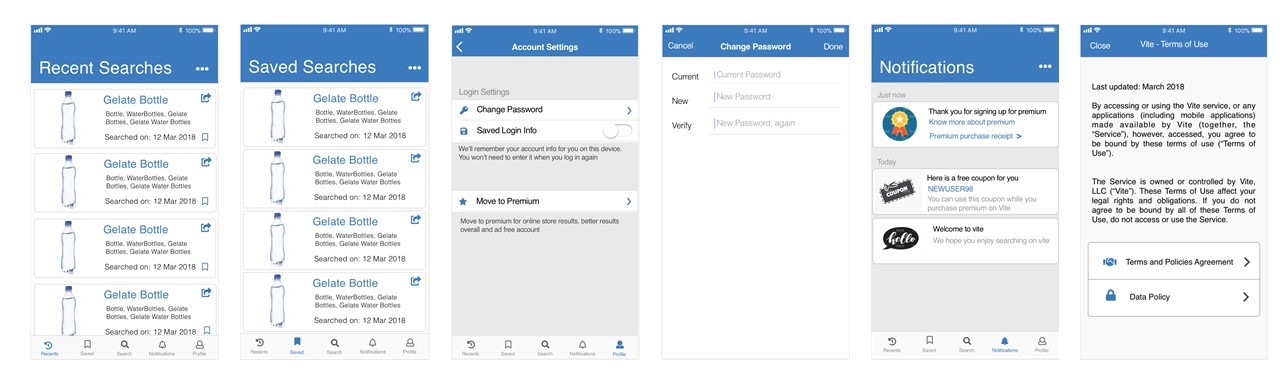 9:41 AM
100%
Recent Searches
Gelate Bottle
Bottle, WaterBottles, Gelate
Bottles, Gelate Water Bottles
Searched on: 12 Mar 2018
Gelate Bottle
Bottle, WaterBottles, Gelate
Bottles, Gelate Water Bottles
Searched on: 12 Mar 2018
Gelate Bottle
Bottle, WaterBottles, Gelate
Bottles, Gelate Water Bottles
Searched on: 12 Mar 2018
Gelate Bottle
Bottle, WaterBottles, Gelate
Bottles, Gelate Water Bottles
Searched on: 12 Mar 2018
Recents
Saved
Search
Notifications
Profile
9:41 AM
100%
Saved Searches
Gelate Bottle
Bottle, WaterBottles, Gelate
Bottles, Gelate Water Bottles
Searched on: 12 Mar 2018
Gelate Bottle
Bottle, WaterBottles, Gelate
Bottles, Gelate Water Bottles
Searched on: 12 Mar 2018
Gelate Bottle
Bottle, WaterBottles, Gelate
Bottles, Gelate Water Bottles
Searched on: 12 Mar 2018
Gelate Bottle
Bottle, WaterBottles, Gelate
Bottles, Gelate Water Bottles
Searched on: 12 Mar 2018
Recents
Saved
Search
Notifications
Profile
9:41 AM
100%
Account Settings
Login Settings
Change Password
Saved Login Info
We'll remember your account info for you on this device.
You won't need to enter it when you log in again
Move to Premium
Move to premium for online store results, better results
overall and ad free account
Recents
Saved
Search
Notifications
Profile
9:41 AM
100%
Cancel
Change Password
Done
Current
Current Password
New
New Password
Verify
New Password, again
9:41 AM
100%
Notifications
Just now
Thank you for signing up for premium
Know more about premium
Premium purchase receipt >
Today
COUPON
Here is a free coupon for you
NEWUSER98
You can use this coupon while you
purchase premium on Vite
hello
Welcome to vite
We hope you enjoy searching on vite
Recents
Saved
Search
Notifications
Profile
9:41 AM
100%
Close
Vite - Terms of Use
Last updated: March 2018
By accessing or using the Vite service, or any
applications (including mobile applications)
made available by Vite (together, the
“Service”), however, accessed, you agree to
be bound by these terms of use (“Terms of
Use”).
The Service is owned or controlled by Vite,
LLC (“Vite”). These Terms of Use affect your
legal rights and obligations. If you do not
agree to be bound by all of these Terms of
Use, do not access or use the Service.
Terms and Policies Agreement
Data Policy